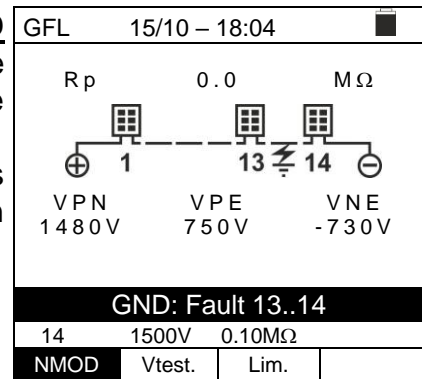 GFL 15/10 – 18:04
Rp 0.0 MΩ
1 13 14
VPN VPE VNE
1480V 750V -730V
GND: Fault 13..14
14 1500V 0.10MΩ
NMOD Vtest. Lim.